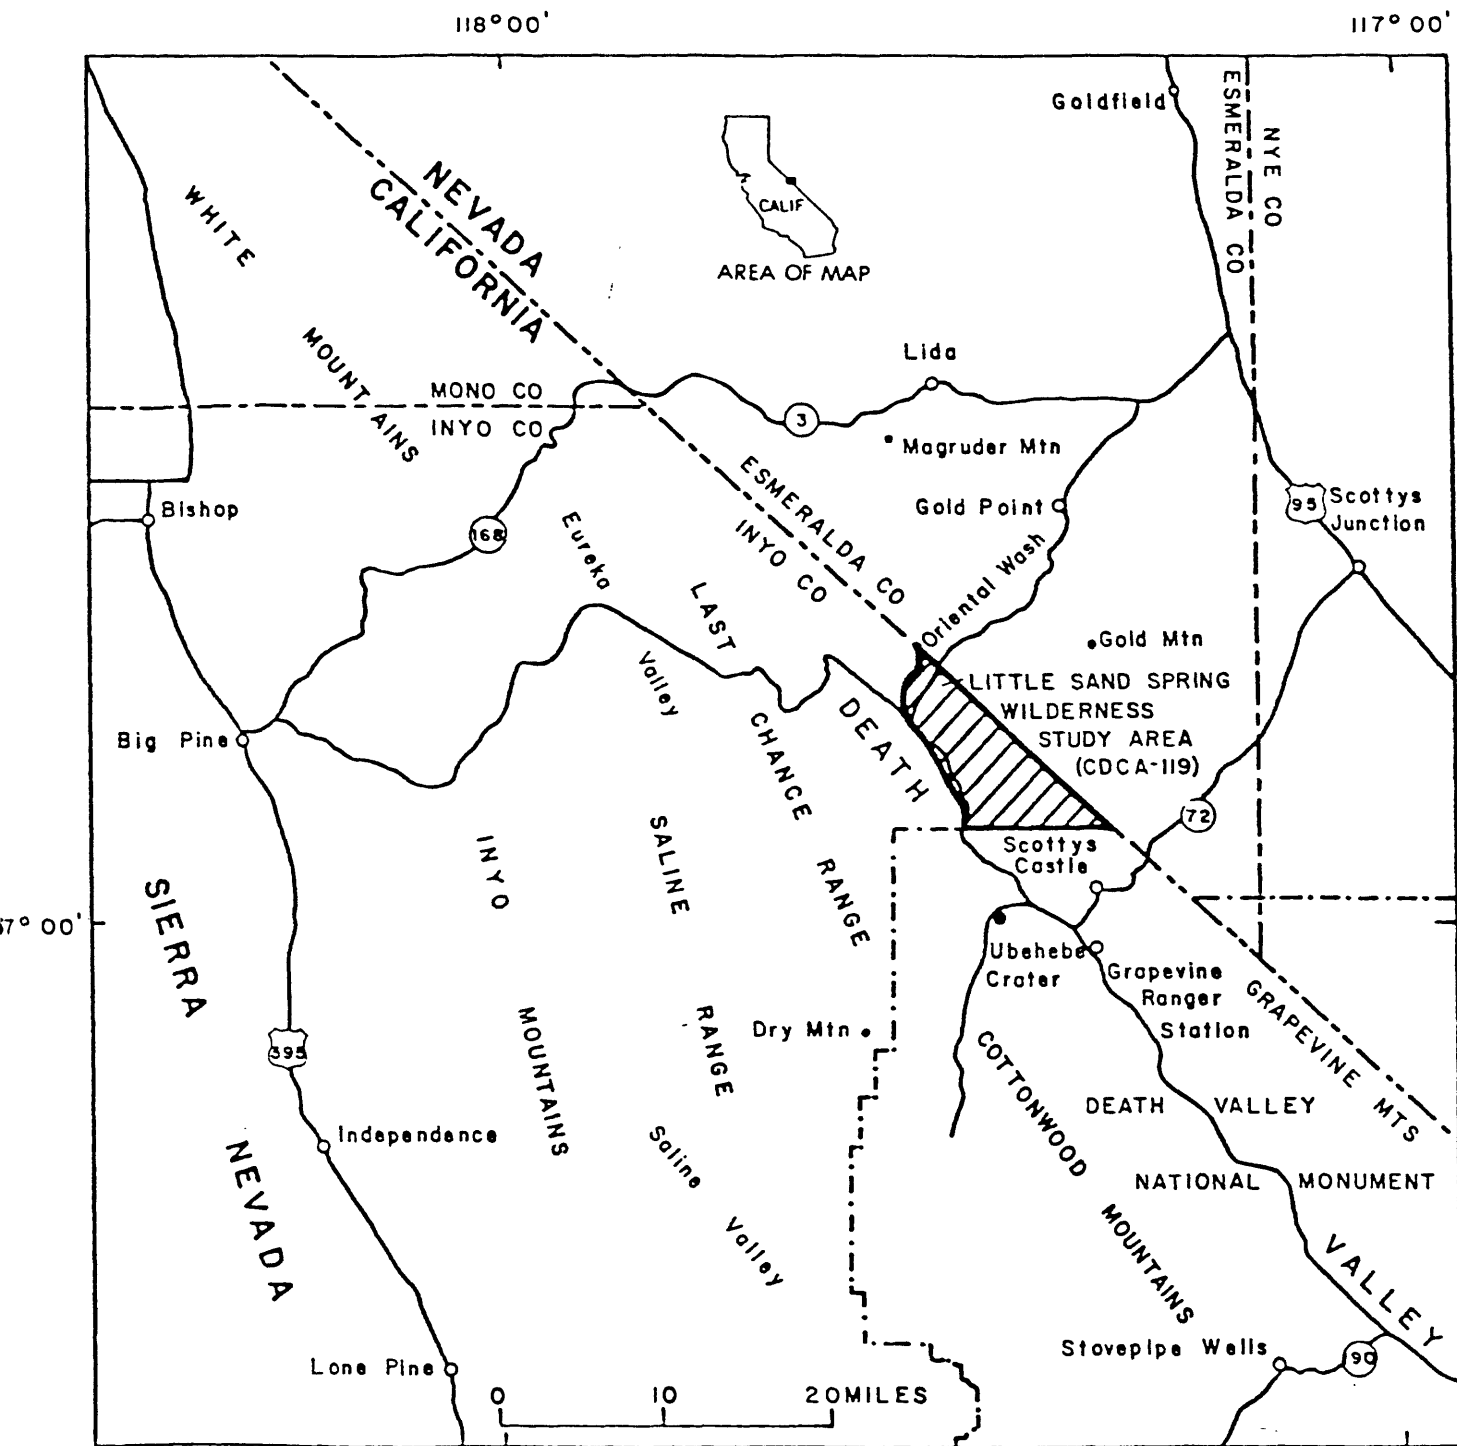 118°00'
117°00'
Goldfield
ESMERALDA CO
NYE CO
NEVADA
CALIFORNIA
CALIF
AREA OF MAP
WHITE
MOUNTAINS
Lida
MONO CO
INYO CO
3
Magruder Mtn
Gold Point
95
Scottys
Junction
Bishop
168
Eureka
Valley
ESMERALDA CO
INYO CO
Oriental Wash
Gold Mtn
LAST
CHANCE
RANGE
LITTLE SAND SPRING
WILDERNESS
STUDY AREA
(CDCA-119)
DEATH
Big Pine
72
INYO
MOUNTAINS
SALINE
RANGE
Scottys
Castle
SIERRA
NEVADA
7°00'
Ubehebe
Crater
Grapevine
Ranger
Station
GRAPEVINE MTS
Dry Mtn
395
COTTONWOOD
MOUNTAINS
DEATH VALLEY
NATIONAL MONUMENT
Independence
Saline
Valley
VALLEY
Stovepipe Wells
90
Lone Pine
0 10 20 MILES